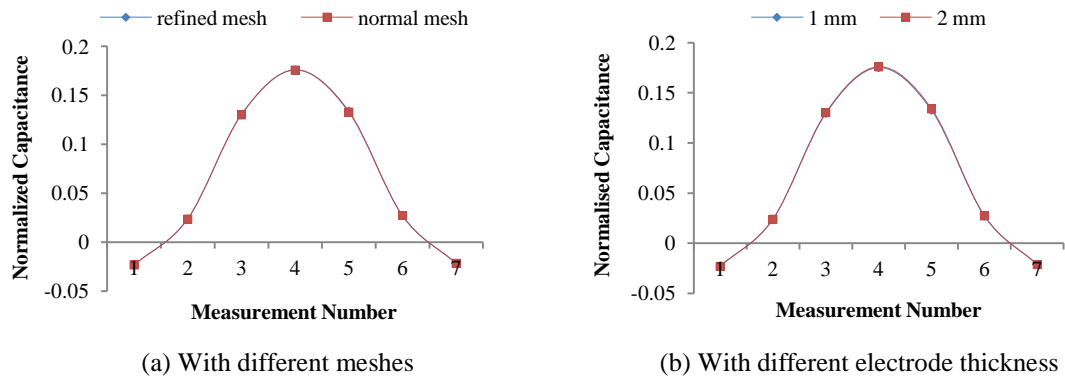 refined mesh normal mesh
0.2
0.15
0.1
0.05
0
-0.05
1 2 3 4 5 6 7
Normalized Capacitance
Measurement Number
(a) With different meshes
1 mm 2 mm
0.2
0.15
0.1
0.05
0
-0.05
1 2 3 4 5 6 7
Normalised Capacitance
Measurement Number
(b) With different electrode thickness